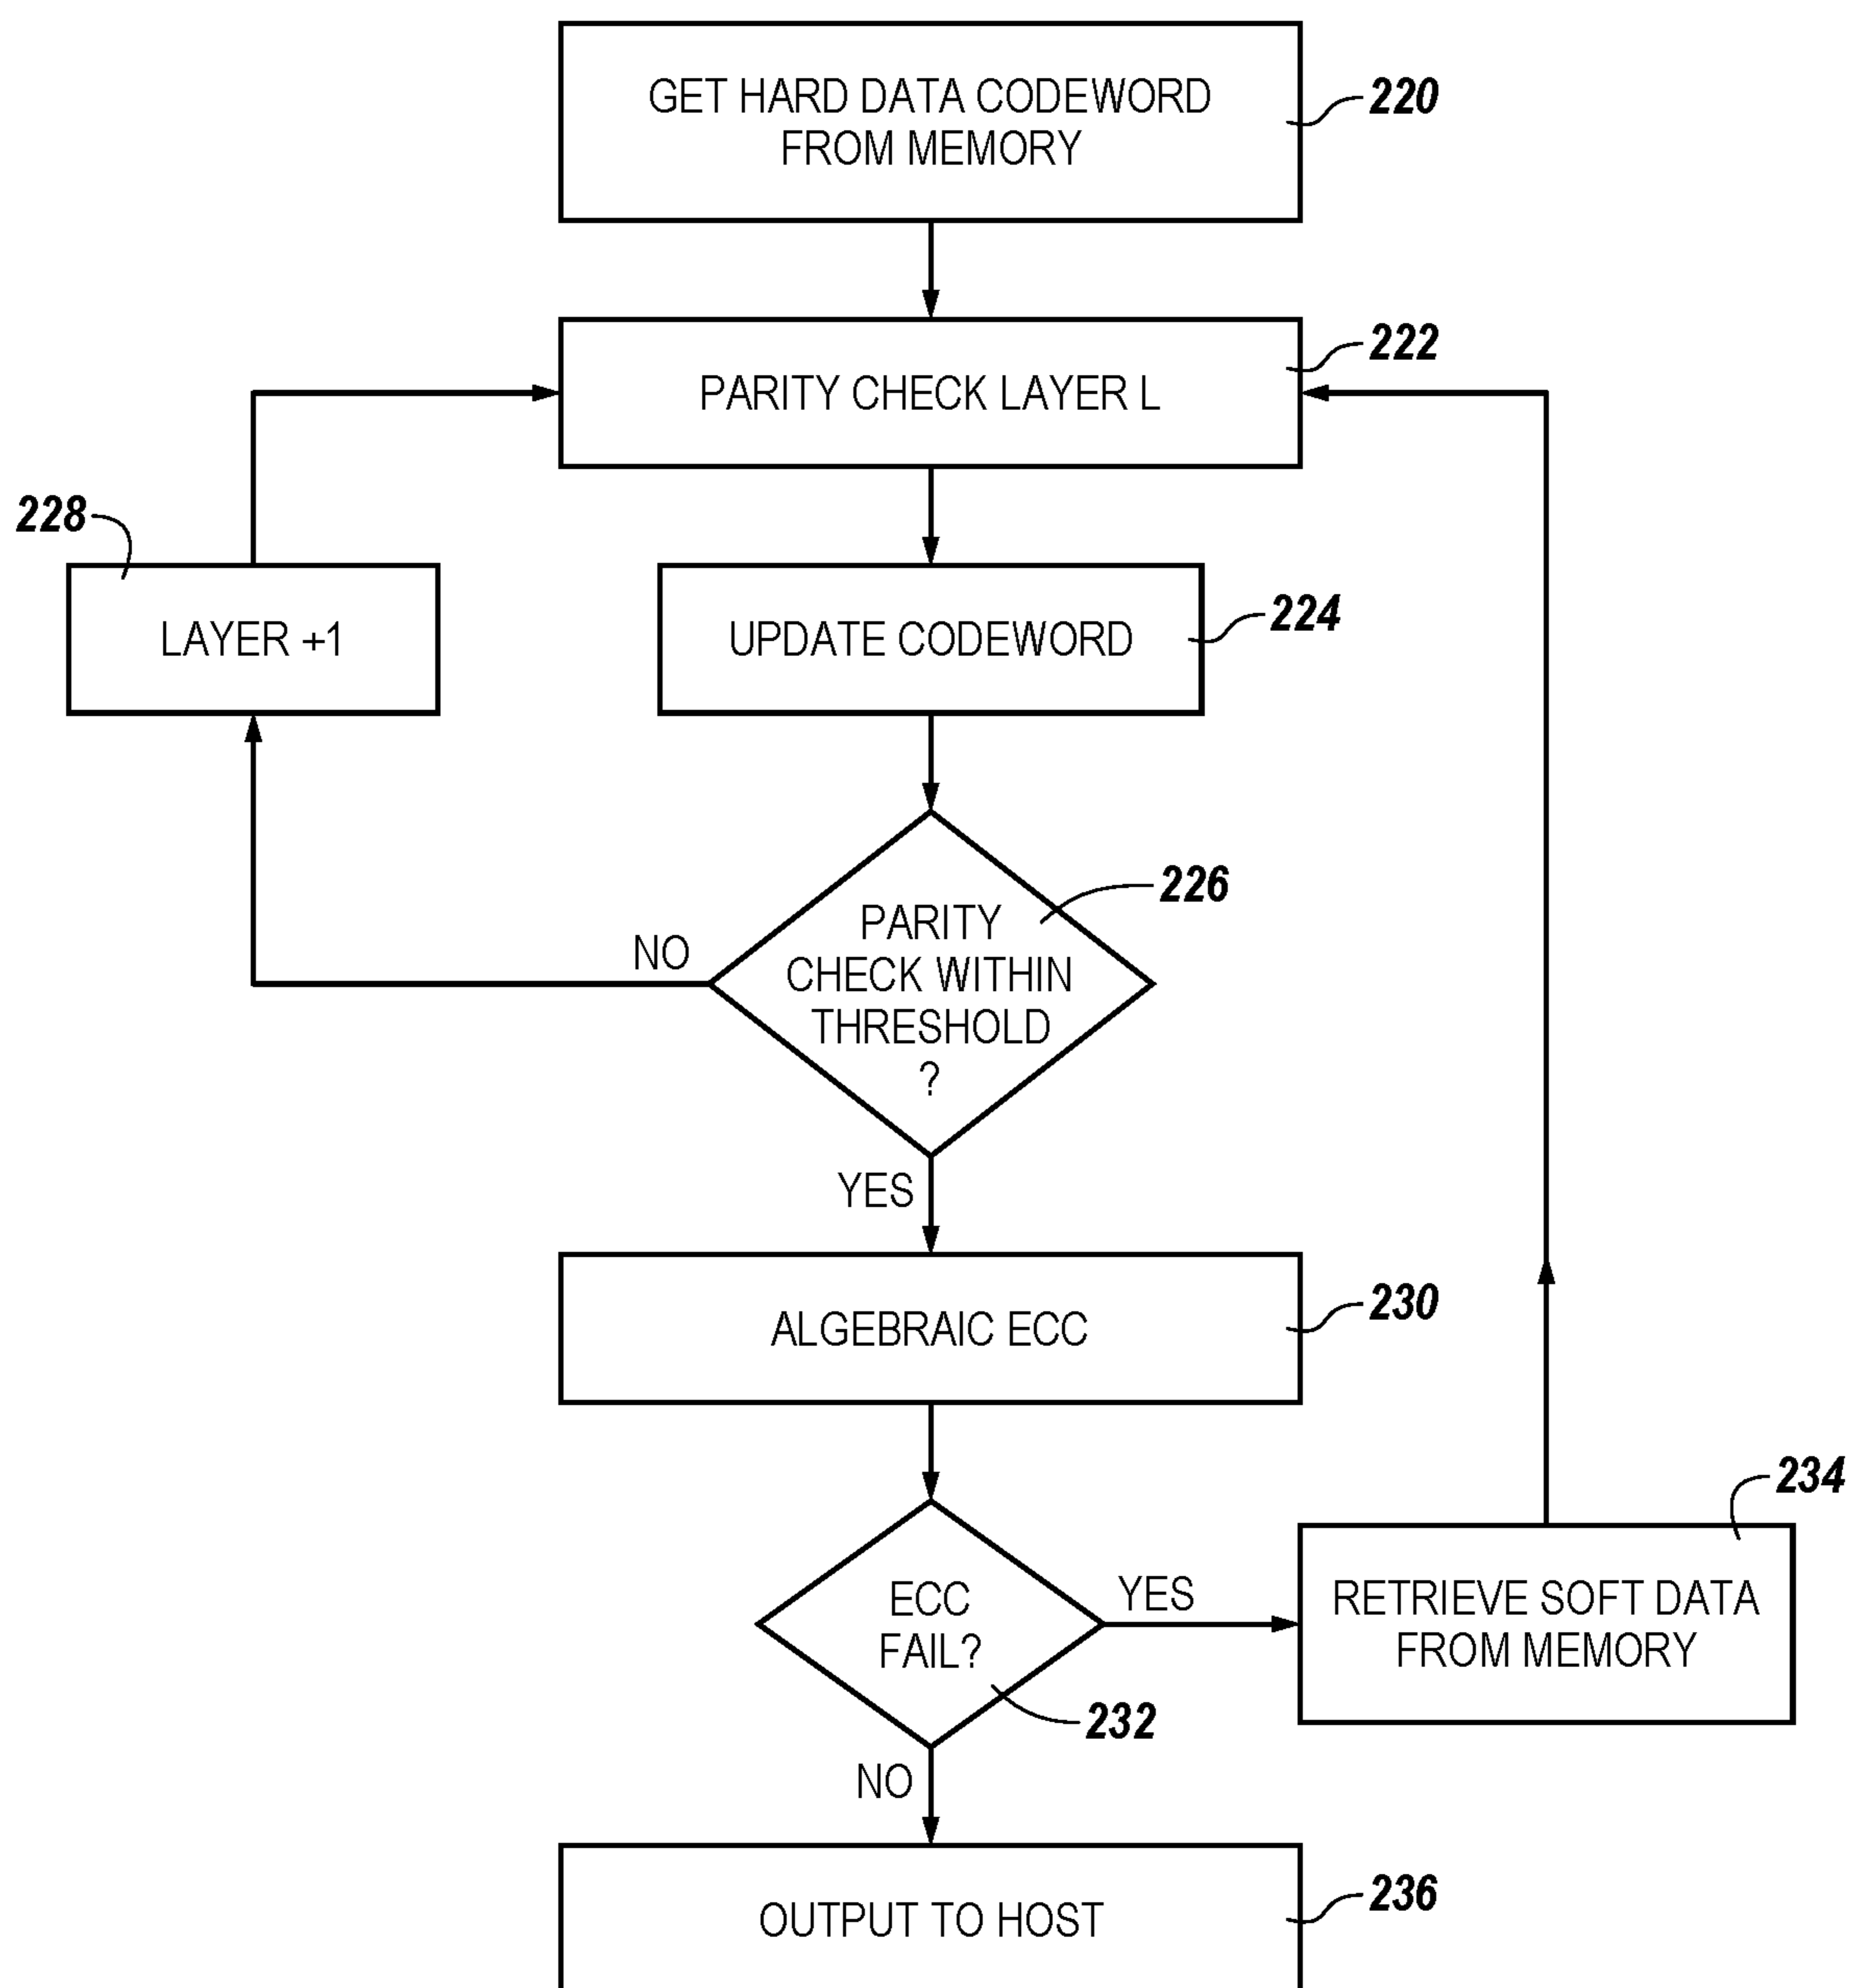 GET HARD DATA CODEWORD
FROM MEMORY
220
222
PARITY CHECK LAYER L
228
LAYER +1
UPDATE CODEWORD
224
226
PARITY
CHECK WITHIN
THRESHOLD
?
NO
YES
ALGEBRAIC ECC
230
ECC
FAIL?
YES
232
234
RETRIEVE SOFT DATA
FROM MEMORY
NO
OUTPUT TO HOST
236